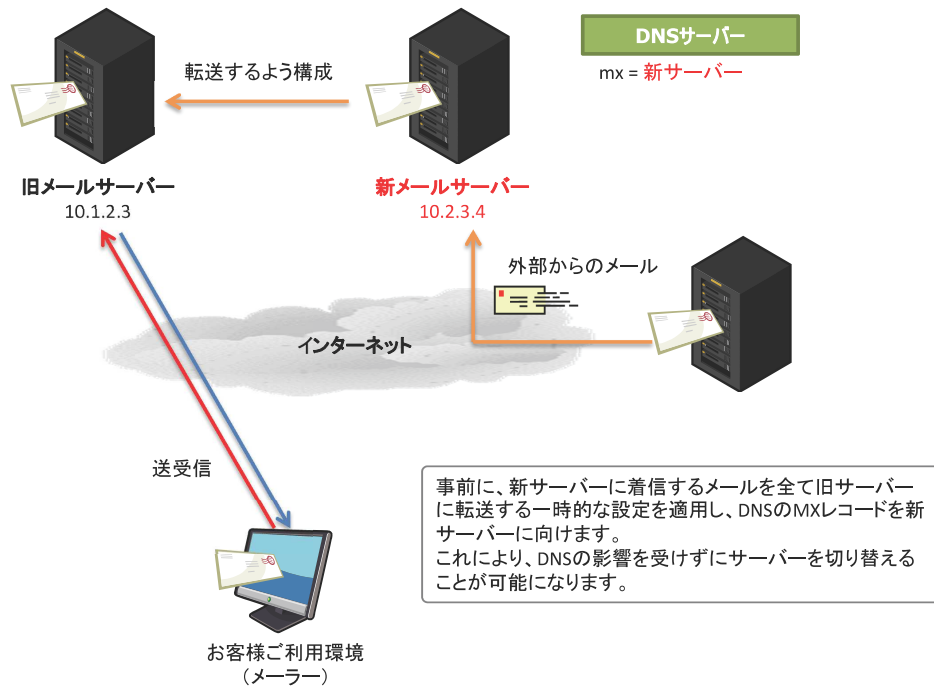 DNSサーバー
mx = 新サーバー
転送するよう構成
旧メールサーバー
10.1.2.3
新メールサーバー
10.2.3.4
外部からのメール
インターネット
送受信
事前に、新サーバーに着信するメールを全て旧サーバー
に転送する一時的な設定を適用し、DNSのMXレコードを新
サーバーに向けます。
これにより、DNSの影響を受けずにサーバーを切り替える
ことが可能になります。
お客様ご利用環境
（メーラー）